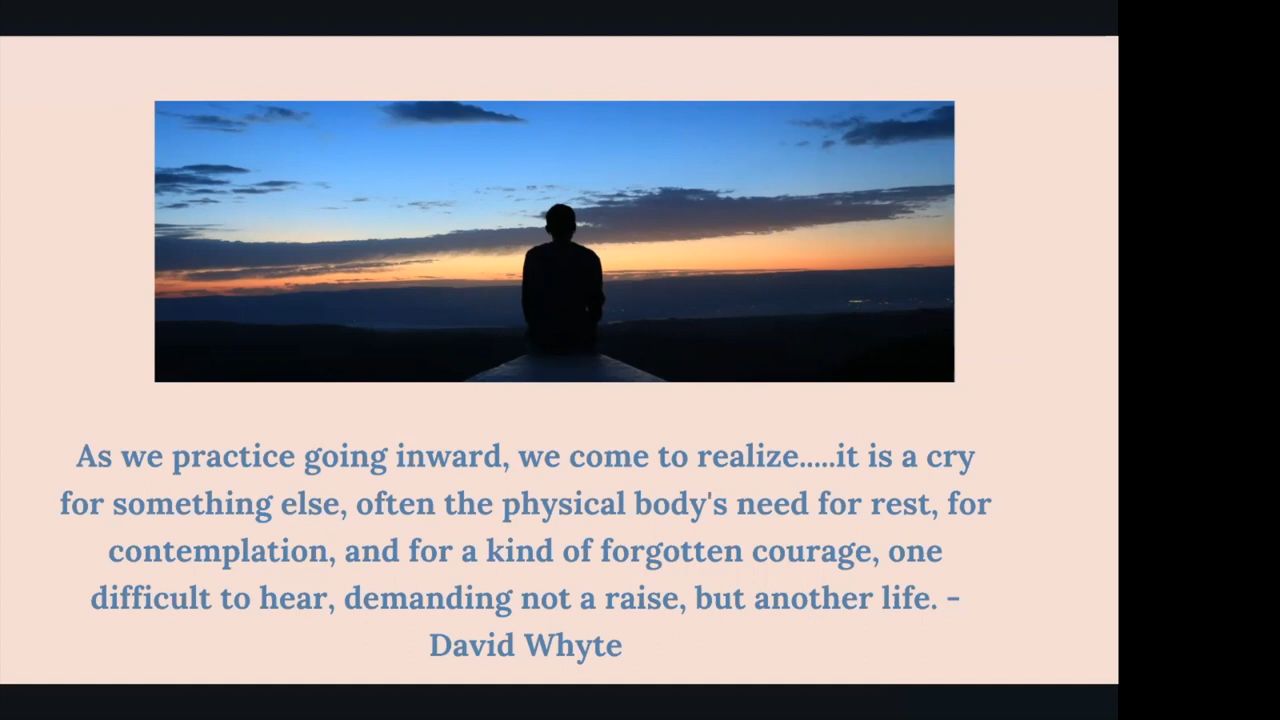 As we practice going inward, we come to realize.....it is a cry
for something else, often the physical body's need for rest, for
contemplation, and for a kind of forgotten courage, one
difficult to hear, demanding not a raise, but another life. -
David Whyte